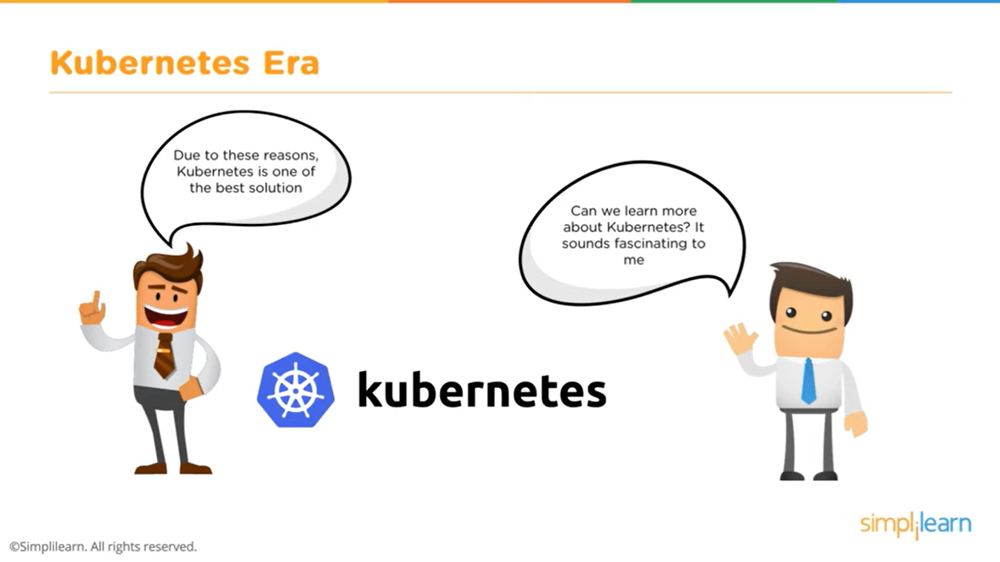 Kubernetes Era
Due to these reasons,
Kubernetes is one of
the best solution
Can we learn more
about Kubernetes? It
sounds fascinating to
me
kubernetes
simplilearn
©Simplilearn. All rights reserved.